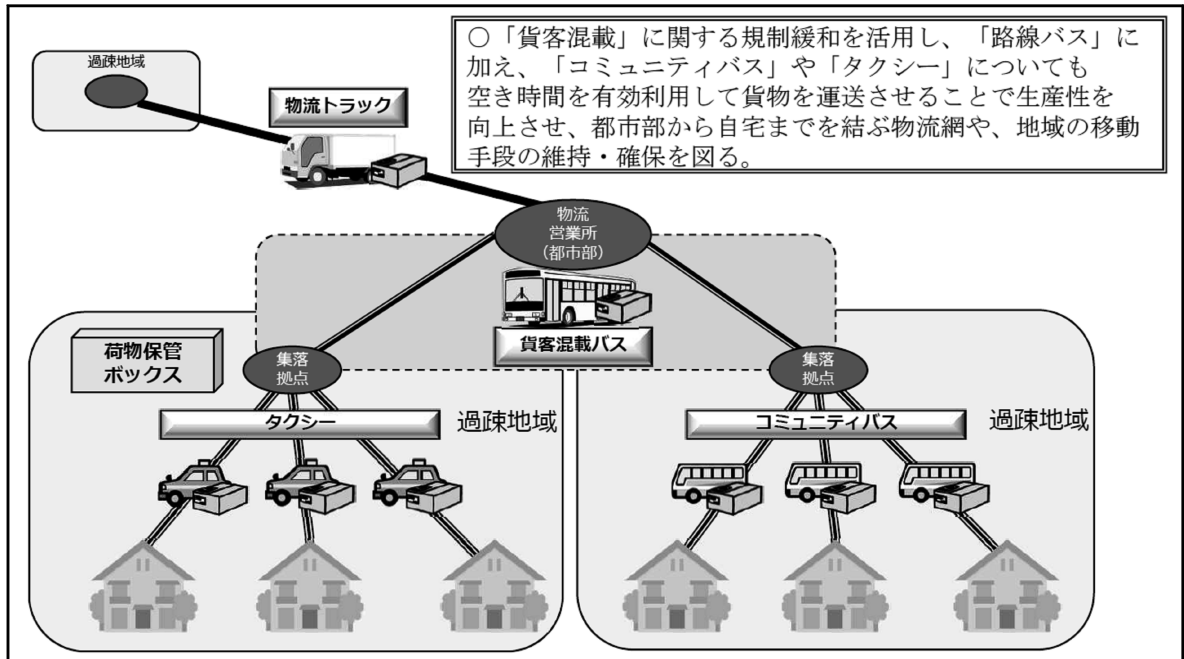 ○「貨客混載」に関する規制緩和を活用し、「路線バス」に
加え、「コミュニティバス」や「タクシー」についても
空き時間を有効利用して貨物を運送させることで生産性を
向上させ、都市部から自宅までを結ぶ物流網や、地域の移動
手段の維持・確保を図る。
過疎地域
物流トラック
物流
営業所
（都市部）
貨客混載バス
荷物保管
ボックス
集落
拠点
集落
拠点
タクシー
過疎地域
コミュニティバス
過疎地域